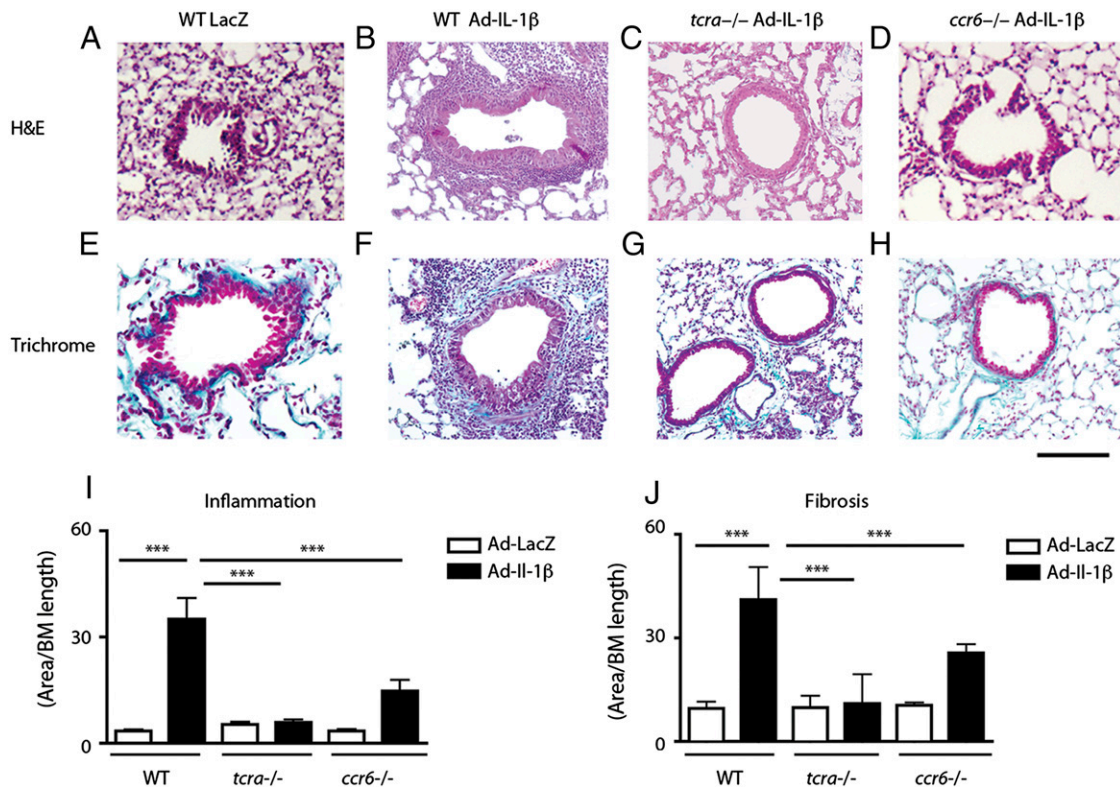 WT LacZ WT Ad-IL-1β tcra–/– Ad-IL-1β ccr6–/– Ad-IL-1β
A B C D
H&E
E F G H
Trichrome
I Inflammation
60
30
0
(Area/BM length)
*** *** ***
Ad-LacZ
Ad-Il-1β
WT tcra-/- ccr6-/-
J Fibrosis
60
30
0
(Area/BM length)
*** *** ***
Ad-LacZ
Ad-Il-1β
WT tcra-/- ccr6-/-